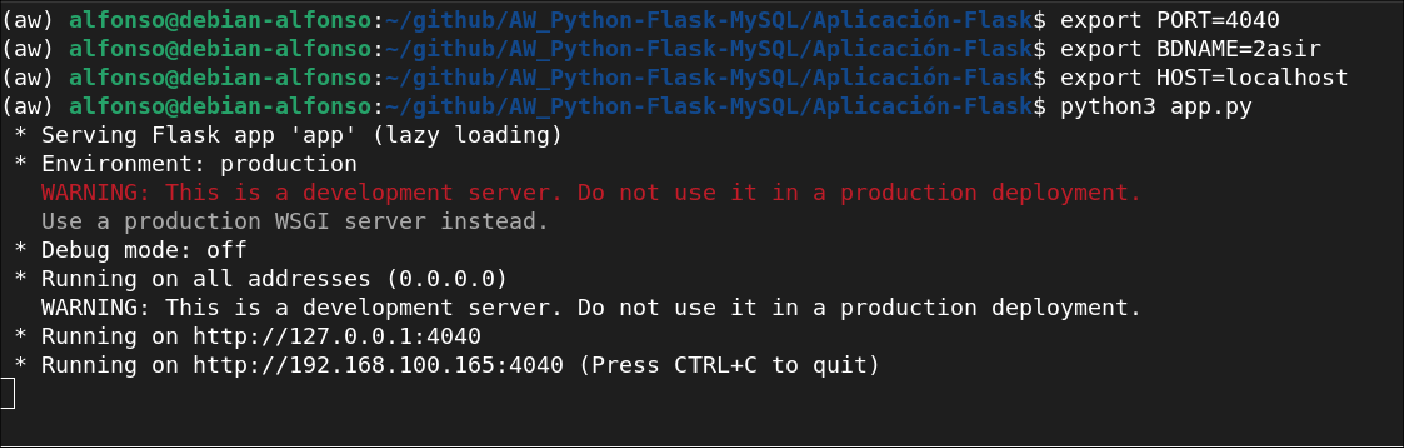 (aw) alfonso@debian-alfonso:~/github/AW_Python-Flask-MySQL/Aplicación-Flask$ export PORT=4040
(aw) alfonso@debian-alfonso:~/github/AW_Python-Flask-MySQL/Aplicación-Flask$ export BDNAME=2asir
(aw) alfonso@debian-alfonso:~/github/AW_Python-Flask-MySQL/Aplicación-Flask$ export HOST=localhost
(aw) alfonso@debian-alfonso:~/github/AW_Python-Flask-MySQL/Aplicación-Flask$ python3 app.py
 * Serving Flask app 'app' (lazy loading)
 * Environment: production
   WARNING: This is a development server. Do not use it in a production deployment.
   Use a production WSGI server instead.
 * Debug mode: off
 * Running on all addresses (0.0.0.0)
   WARNING: This is a development server. Do not use it in a production deployment.
 * Running on http://127.0.0.1:4040
 * Running on http://192.168.100.165:4040 (Press CTRL+C to quit)